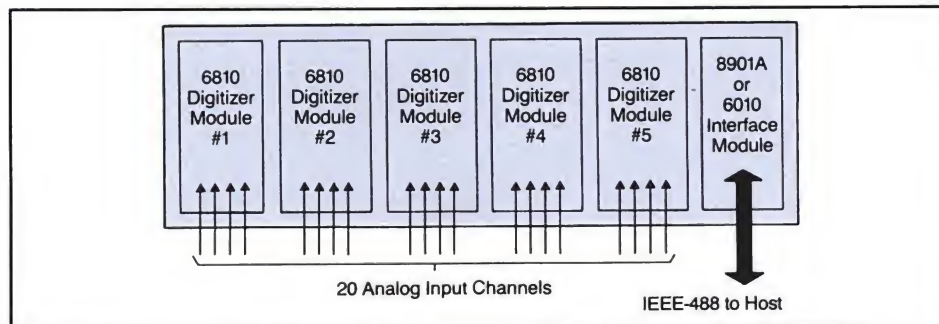 6810
Digitizer
Module
#1
6810
Digitizer
Module
#2
6810
Digitizer
Module
#3
6810
Digitizer
Module
#4
6810
Digitizer
Module
#5
8901A
or
6010
Interface
Module
20 Analog Input Channels
IEEE-488 to Host